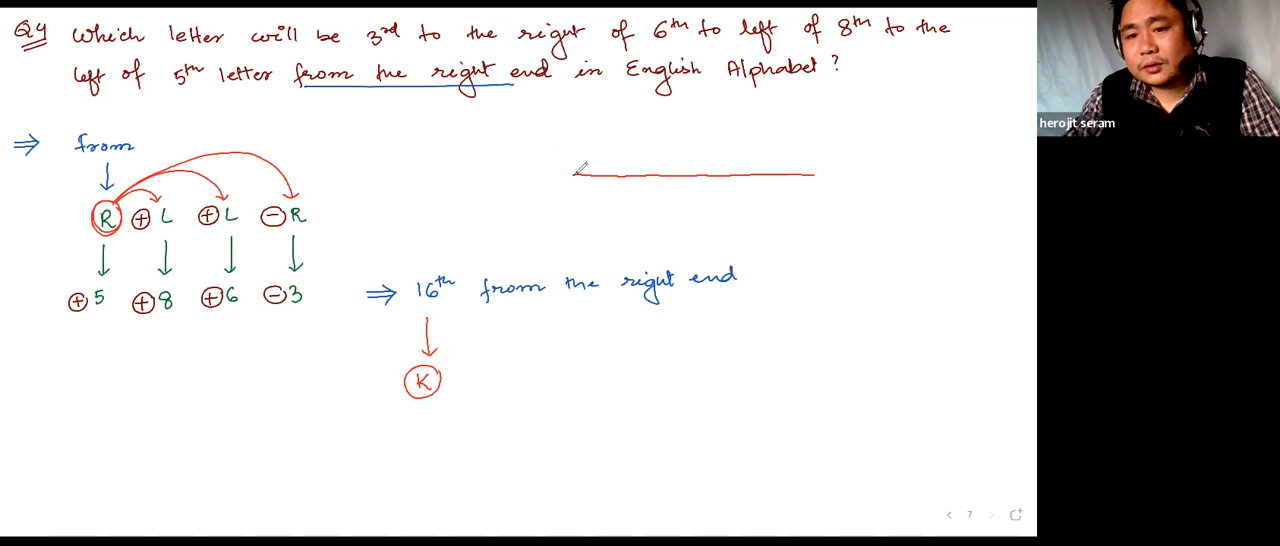 Q4 Which letter will be 3rd to the right of 6th to left of 8th to the
left of 5th letter from the right end in English Alphabet ?
⇒ from
R + L + L - R
+ 5 + 8 + 6 - 3 ⇒ 16th from the right end
K
herojit seram
7